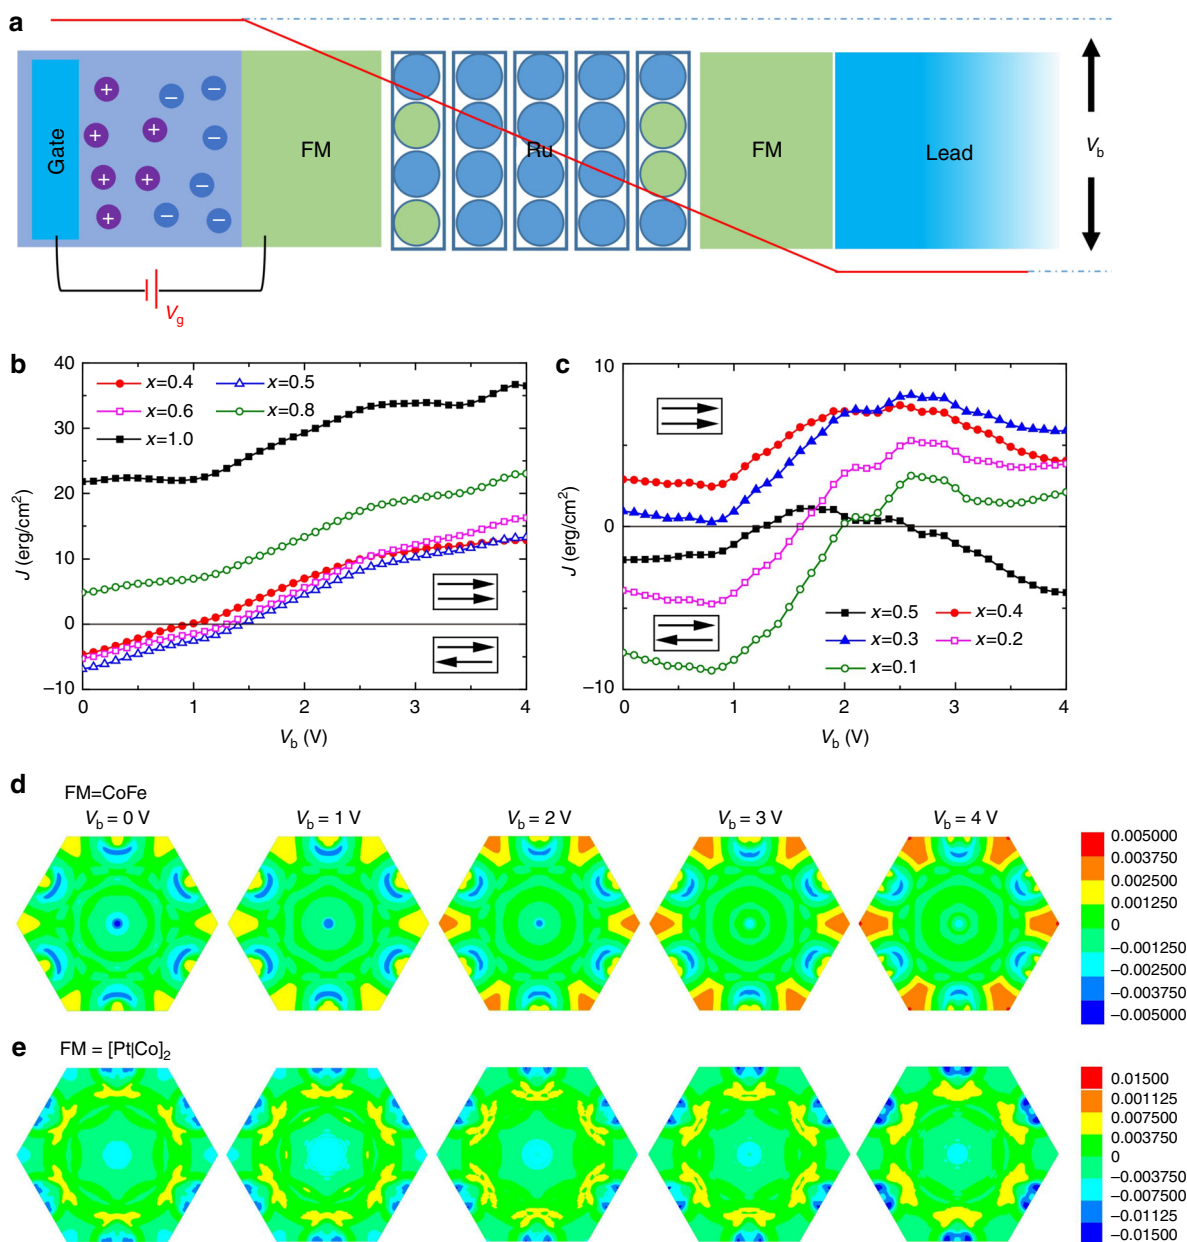 a
Gate
+ − −
+ + −
+ + −
+ − −
FM
Ru
FM
Lead
V_b
V_g
b
40
30
20
10
0
−10
J (erg/cm²)
x=0.4 x=0.5
x=0.6 x=0.8
x=1.0
0 1 2 3 4
V_b (V)
c
10
0
−10
J (erg/cm²)
x=0.5 x=0.4
x=0.3 x=0.2
x=0.1
0 1 2 3 4
V_b (V)
d
FM=CoFe
V_b = 0 V V_b = 1 V V_b = 2 V V_b = 3 V V_b = 4 V
0.005000
0.003750
0.002500
0.001250
0
−0.001250
−0.002500
−0.003750
−0.005000
e
FM = [Pt|Co]₂
0.01500
0.001125
0.007500
0.003750
0
−0.003750
−0.007500
−0.01125
−0.01500